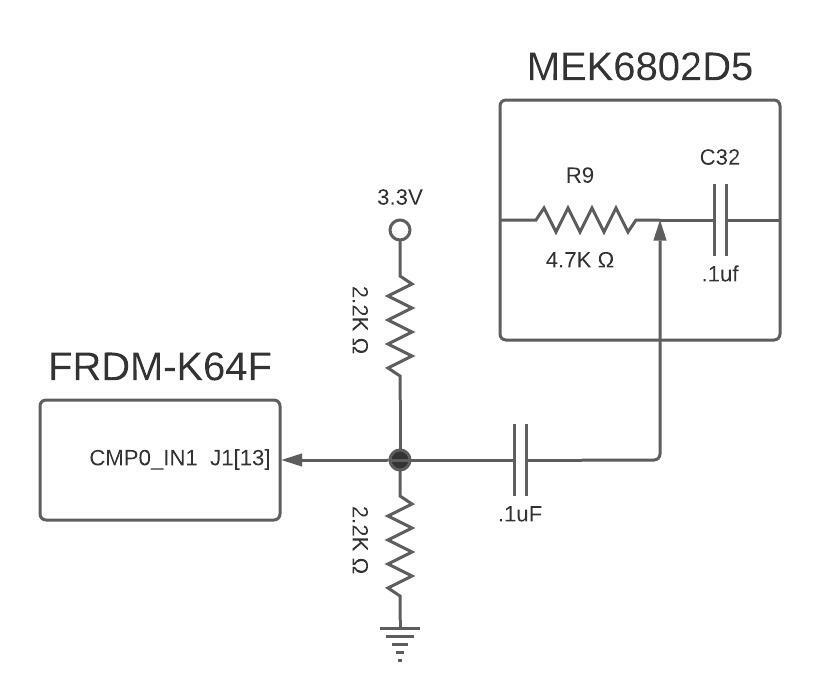 MEK6802D5
R9
C32
4.7K Ω
.1uf
3.3V
2.2K Ω
FRDM-K64F
CMP0_IN1 J1[13]
.1uF
2.2K Ω